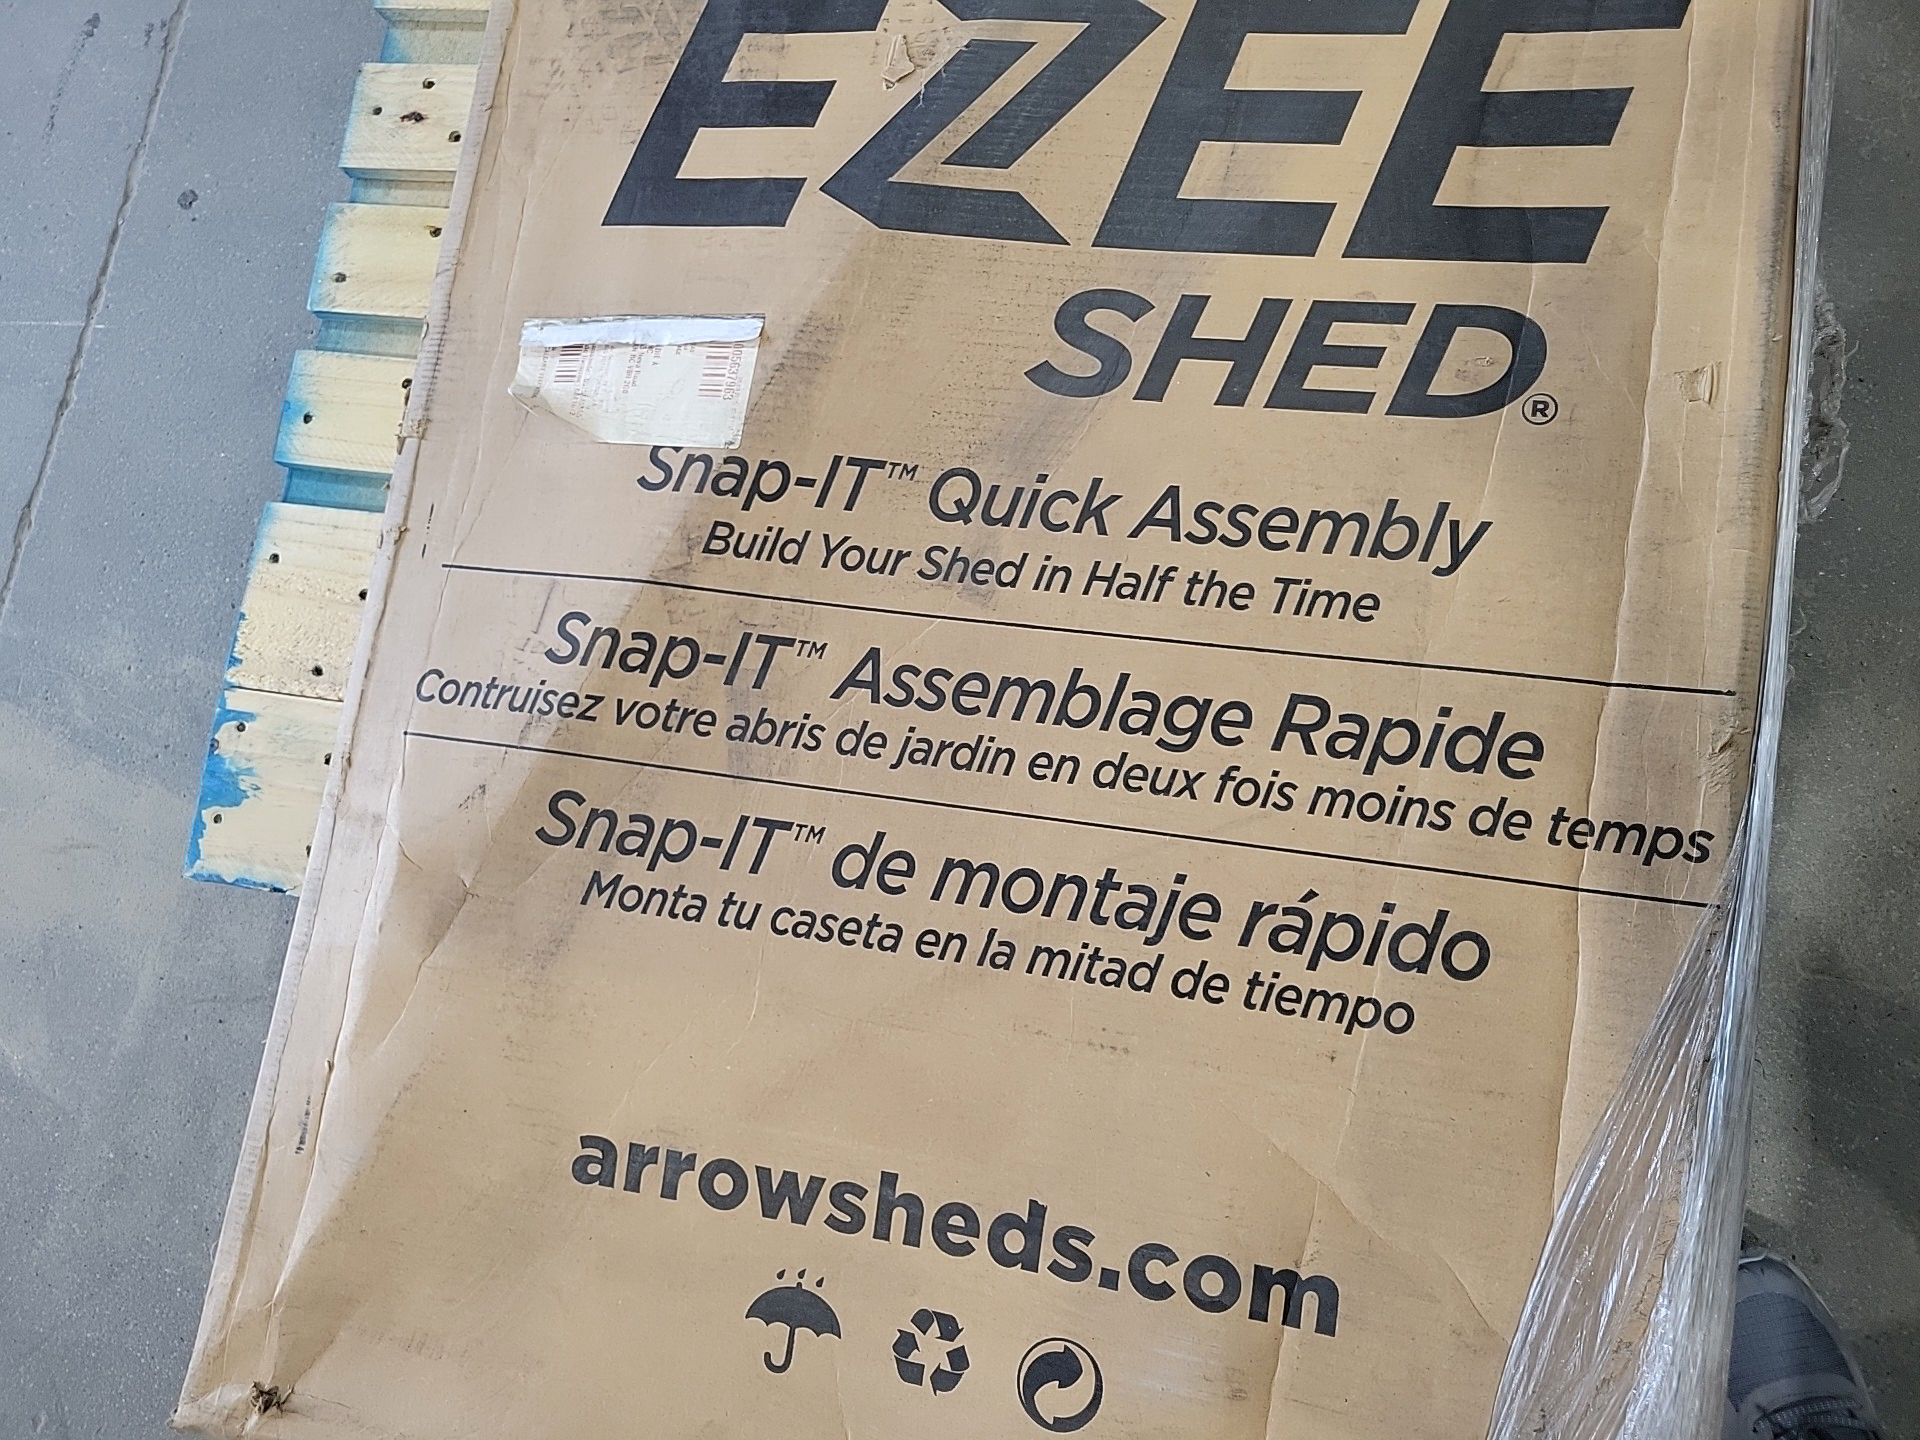 EZEE
SHED®
00563 7963
Snap-IT™ Quick Assembly
Build Your Shed in Half the Time
Snap-IT™ Assemblage Rapide
Contruisez votre abris de jardin en deux fois moins de temps
Snap-IT™ de montaje rápido
Monta tu caseta en la mitad de tiempo
arrowsheds.com